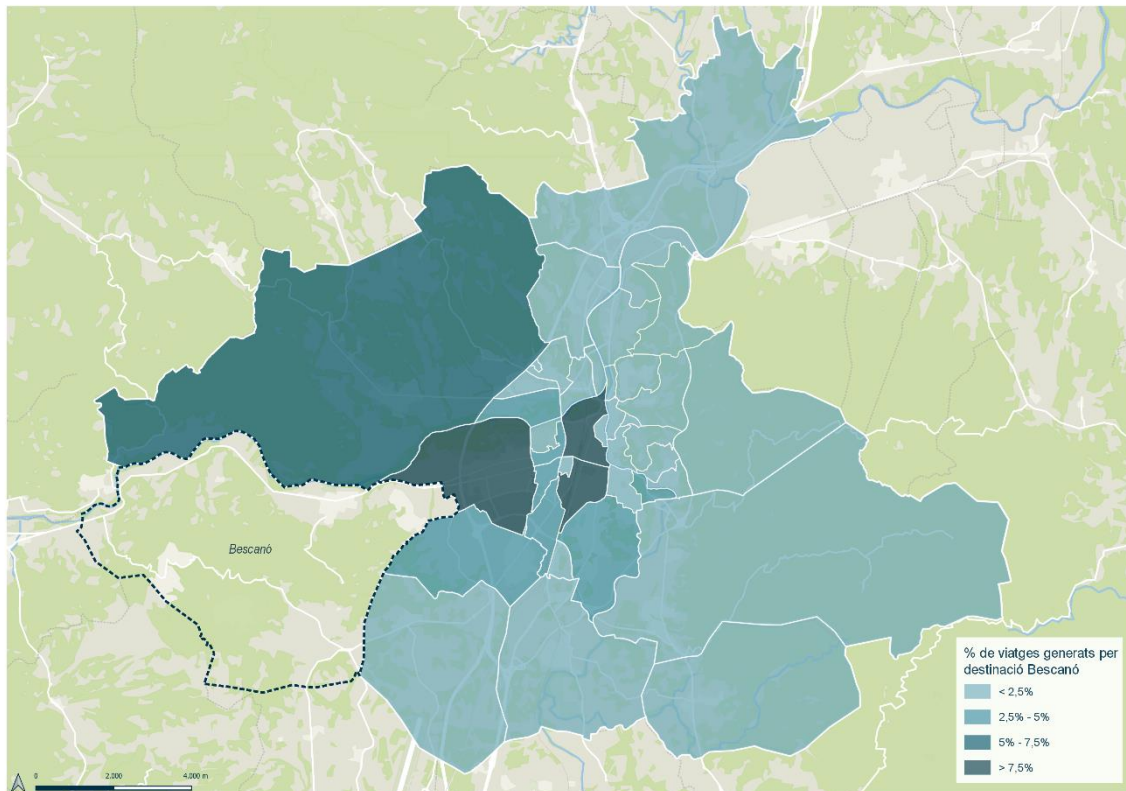 Bescanó
% de viatges generats per
destinació Bescanó
< 2,5%
2,5% - 5%
5% - 7,5%
> 7,5%
0 2.000 4.000 m